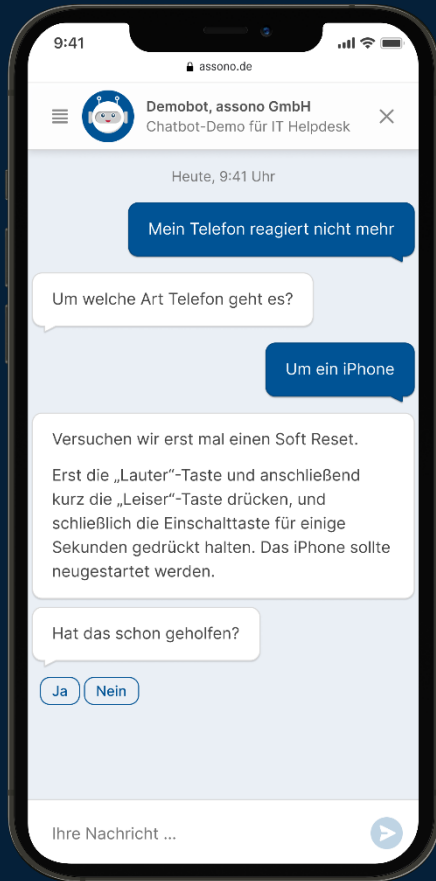 9:41
assono.de
Demobot, assono GmbH
Chatbot-Demo für IT Helpdesk
Heute, 9:41 Uhr
Mein Telefon reagiert nicht mehr
Um welche Art Telefon geht es?
Um ein iPhone
Versuchen wir erst mal einen Soft Reset.
Erst die „Lauter“-Taste und anschließend
kurz die „Leiser“-Taste drücken, und
schließlich die Einschalttaste für einige
Sekunden gedrückt halten. Das iPhone sollte
neugestartet werden.
Hat das schon geholfen?
Ja Nein
Ihre Nachricht ...